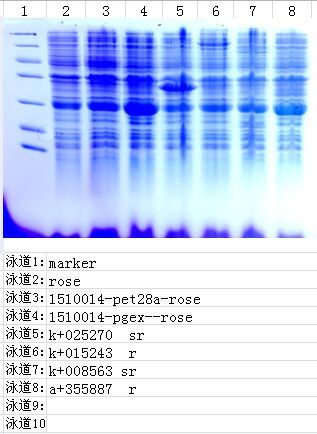 1 2 3 4 5 6 7 8
泳道1: marker
泳道2: rose
泳道3: 1510014-pet28a-rose
泳道4: 1510014-pgex--rose
泳道5: k+025270  sr
泳道6: k+015243  r
泳道7: k+008563 sr
泳道8: a+355887  r
泳道9:
泳道10